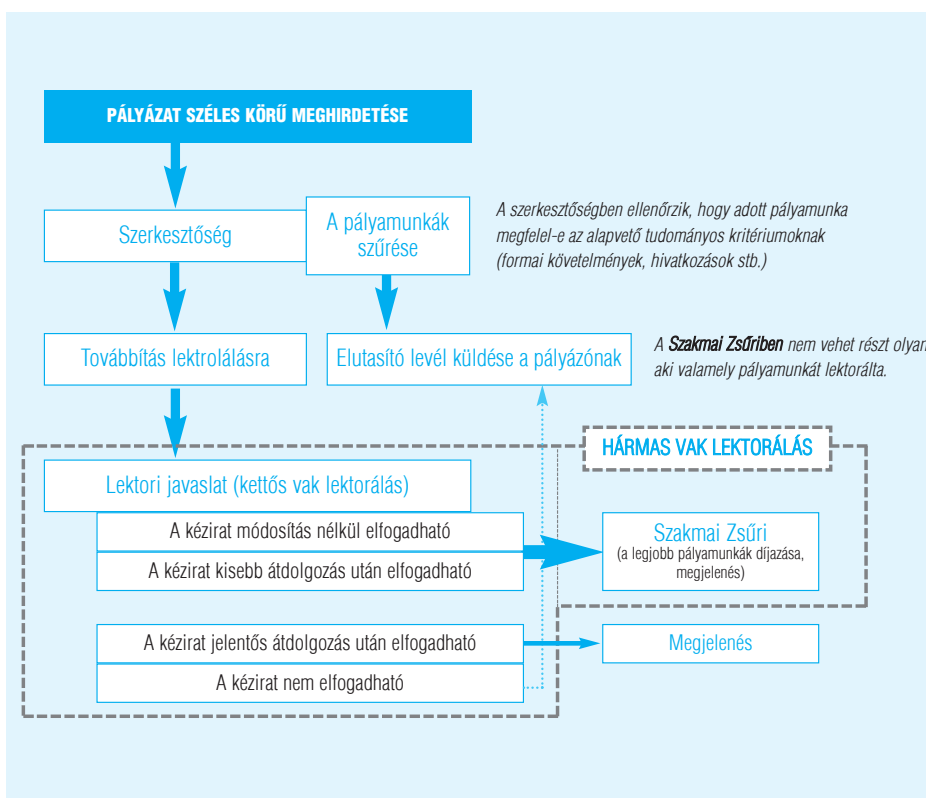 PÁLYÁZAT SZÉLES KÖRŰ MEGHIRDETÉSE
Szerkesztőség
A pályamunkák
szűrése
A szerkesztőségben ellenőrzik, hogy adott pályamunka
megfelel-e az alapvető tudományos kritériumoknak
(formai követelmények, hivatkozások stb.)
Továbbítás lektrolálásra
Elutasító levél küldése a pályázónak
A Szakmai Zsűriben nem vehet részt olyan
aki valamely pályamunkát lektorálta.
HÁRMAS VAK LEKTORÁLÁS
Lektori javaslat (kettős vak lektorálás)
A kézirat módosítás nélkül elfogadható
A kézirat kisebb átdolgozás után elfogadható
Szakmai Zsűri
(a legjobb pályamunkák díjazása,
megjelenés)
A kézirat jelentős átdolgozás után elfogadható
Megjelenés
A kézirat nem elfogadható